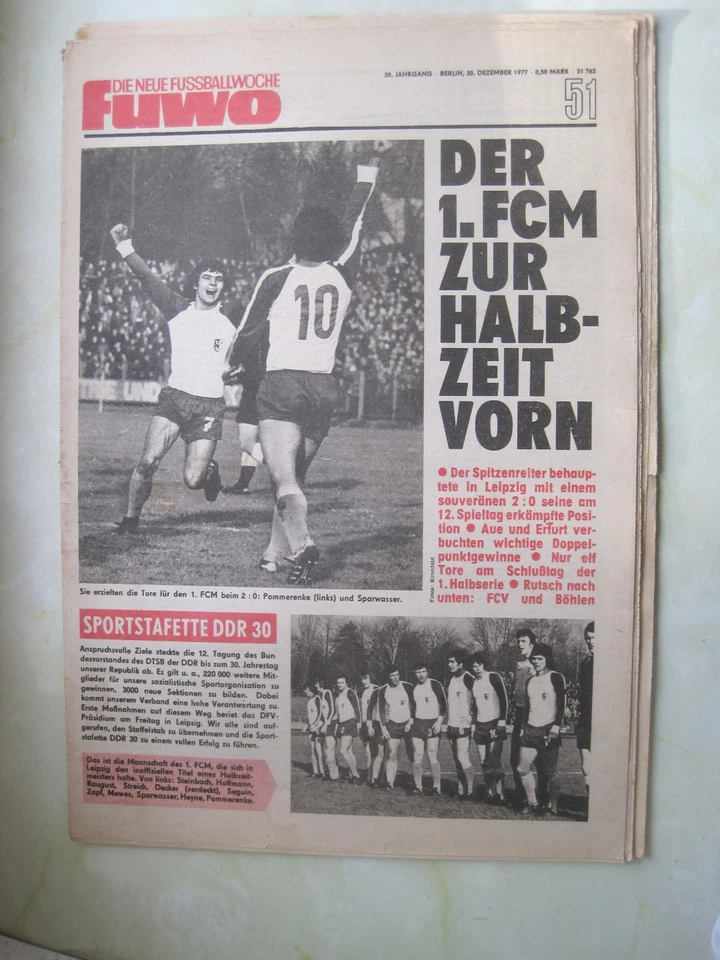 DIE NEUE FUSSBALLWOCHE
fuwo
29. JAHRGANG · BERLIN, 20. DEZEMBER 1977 · 0,50 MARK · 31 762
51
10
7
DER
1. FCM
ZUR
HALB-
ZEIT
VORN
● Der Spitzenreiter behaup-
tete in Leipzig mit einem
souveränen 2 : 0 seine am
12. Spieltag erkämpfte Posi-
tion ● Aue und Erfurt ver-
buchten wichtige Doppel-
punktgewinne ● Nur elf
Tore am Schlußtag der
1. Halbserie ● Rutsch nach
unten: FCV und Böhlen
Foto: Kronfeld
Sie erzielten die Tore für den 1. FCM beim 2 : 0: Pommerenke (links) und Sparwasser.
SPORTSTAFETTE DDR 30
Anspruchsvolle Ziele steckte die 12. Tagung des Bun
desvorstandes des DTSB der DDR bis zum 30. Jahrestag
unserer Republik ab. Es gilt u. a., 220 000 weitere Mit-
glieder für unsere sozialistische Sportorganisation zu
gewinnen, 3000 neue Sektionen zu bilden. Dabei
kommt unserem Verband eine hohe Verantwortung zu.
Erste Maßnahmen auf diesem Weg beriet das DFV-
Präsidium am Freitag in Leipzig. Wir alle sind auf-
gerufen, den Staffelstab zu übernehmen und die Sport-
stafette DDR 30 zu einem vollen Erfolg zu führen.
Das ist die Mannschaft des 1. FCM, die sich in
Leipzig den inoffiziellen Titel eines Halbzeit-
meisters holte. Von links: Steinbach, Hoffmann,
Raugust, Streich, Decker (verdeckt), Seguin,
Zapf, Mewes, Sparwasser, Heyne, Pommerenke.